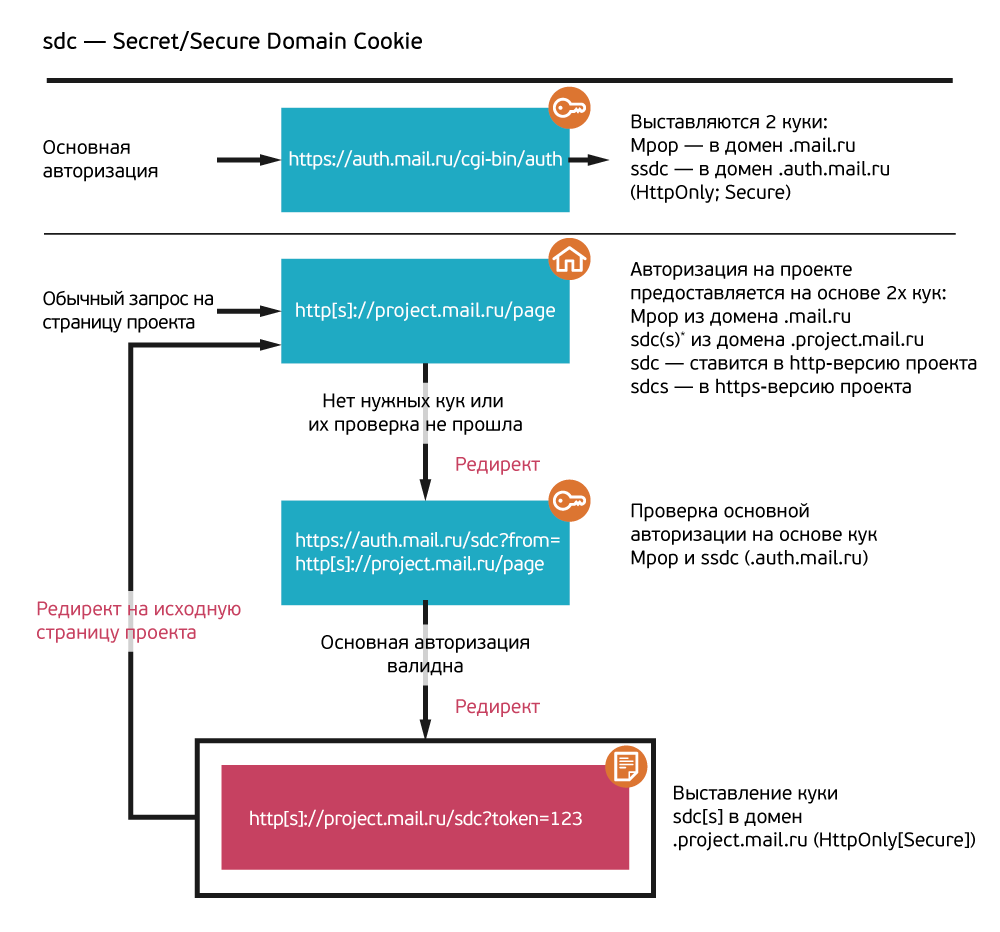 sdc — Secret/Secure Domain Cookie
Основная
авторизация
https://auth.mail.ru/cgi-bin/auth
Выставляются 2 куки:
Mpop — в домен .mail.ru
ssdc — в домен .auth.mail.ru
(HttpOnly; Secure)
Обычный запрос на
страницу проекта
http[s]://project.mail.ru/page
Авторизация на проекте
предоставляется на основе 2х кук:
Mpop из домена .mail.ru
sdc(s)* из домена .project.mail.ru
sdc — ставится в http-версию проекта
sdcs — в https-версию проекта
Нет нужных кук или
их проверка не прошла
Редирект
https://auth.mail.ru/sdc?from=
http[s]://project.mail.ru/page
Проверка основной
авторизации на основе кук
Mpop и ssdc (.auth.mail.ru)
Редирект на исходную
страницу проекта
Основная авторизация
валидна
Редирект
http[s]://project.mail.ru/sdc?token=123
Выставление куки
sdc[s] в домен
.project.mail.ru (HttpOnly[Secure])